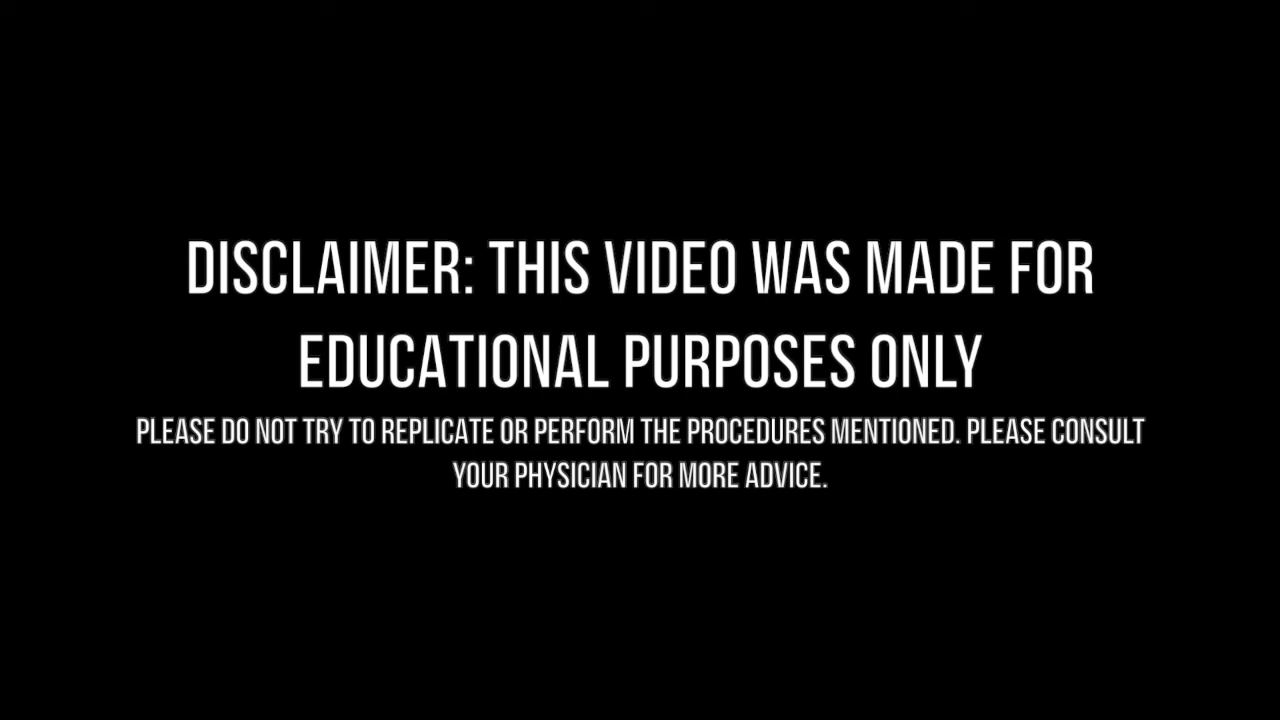 DISCLAIMER: THIS VIDEO WAS MADE FOR
EDUCATIONAL PURPOSES ONLY
PLEASE DO NOT TRY TO REPLICATE OR PERFORM THE PROCEDURES MENTIONED. PLEASE CONSULT
YOUR PHYSICIAN FOR MORE ADVICE.